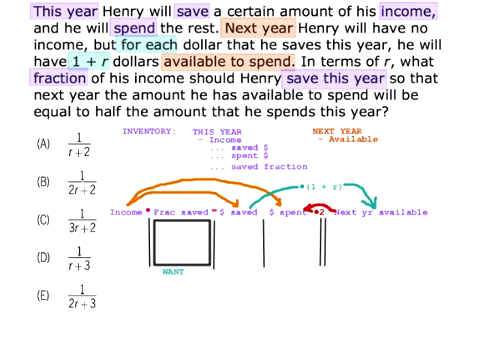 This year Henry will save a certain amount of his income,
and he will spend the rest. Next year Henry will have no
income, but for each dollar that he saves this year, he will
have 1 + r dollars available to spend. In terms of r, what
fraction of his income should Henry save this year so that
next year the amount he has available to spend will be
equal to half the amount that he spends this year?
(A) 1/(r+2)
(B) 1/(2r+2)
(C) 1/(3r+2)
(D) 1/(r+3)
(E) 1/(2r+3)
INVENTORY: THIS YEAR NEXT YEAR
- Income - Available
... saved $
... spent $
... saved fraction
•(1 + r)
Income • Frac saved = $ saved $ spent •2 Next yr available
WANT